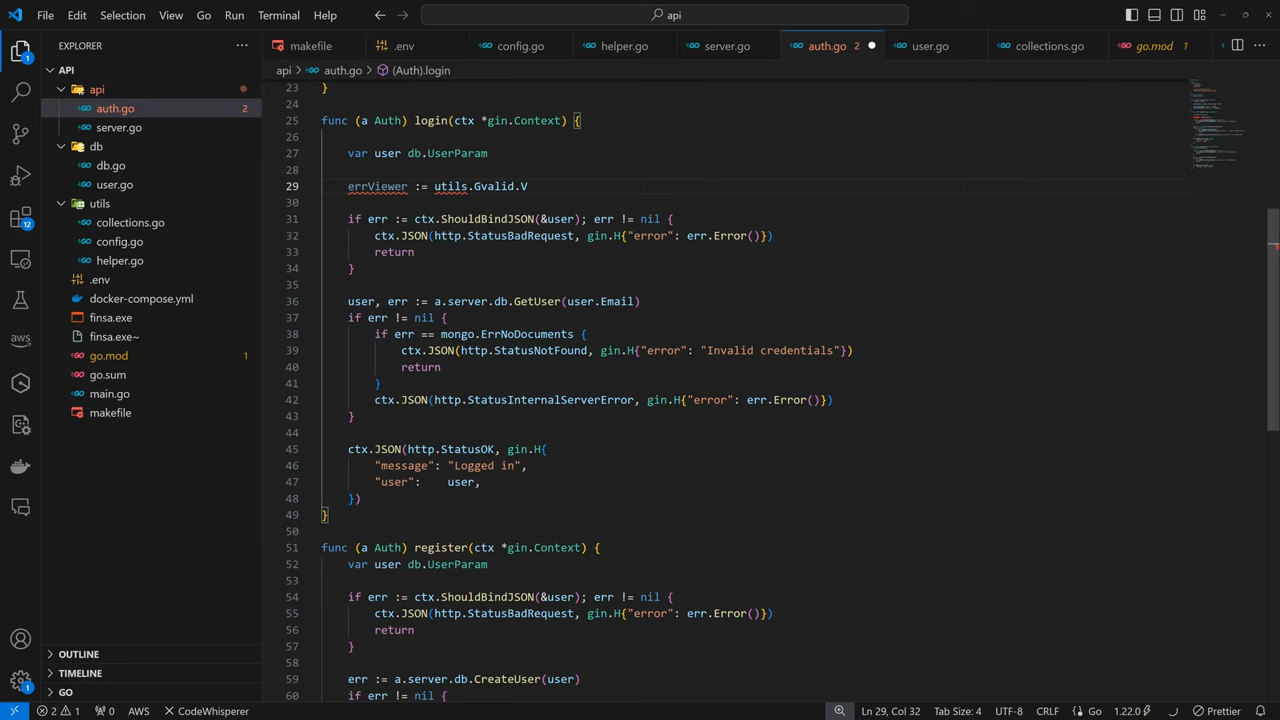 File Edit Selection View Go Run Terminal Help api
EXPLORER
makefile .env config.go helper.go server.go auth.go 2 user.go collections.go go.mod 1
API
api > auth.go > (Auth).login
api
auth.go 2
server.go
db
db.go
user.go
utils
collections.go
config.go
helper.go
.env
docker-compose.yml
finsa.exe
finsa.exe~
go.mod 1
go.sum
main.go
makefile
OUTLINE
TIMELINE
GO
1
12
aws
1
23 }
24
25 func (a Auth) login(ctx *gin.Context) {
26
27 var user db.UserParam
28
29 errViewer := utils.Gvalid.V
30
31 if err := ctx.ShouldBindJSON(&user); err != nil {
32 ctx.JSON(http.StatusBadRequest, gin.H{"error": err.Error()})
33 return
34 }
35
36 user, err := a.server.db.GetUser(user.Email)
37 if err != nil {
38 if err == mongo.ErrNoDocuments {
39 ctx.JSON(http.StatusNotFound, gin.H{"error": "Invalid credentials"})
40 return
41 }
42 ctx.JSON(http.StatusInternalServerError, gin.H{"error": err.Error()})
43 }
44
45 ctx.JSON(http.StatusOK, gin.H{
46 "message": "Logged in",
47 "user": user,
48 })
49 }
50
51 func (a Auth) register(ctx *gin.Context) {
52 var user db.UserParam
53
54 if err := ctx.ShouldBindJSON(&user); err != nil {
55 ctx.JSON(http.StatusBadRequest, gin.H{"error": err.Error()})
56 return
57 }
58
59 err := a.server.db.CreateUser(user)
60 if err != nil {
2 1 0 AWS CodeWhisperer Ln 29, Col 32 Tab Size: 4 UTF-8 CRLF Go 1.22.0 Prettier